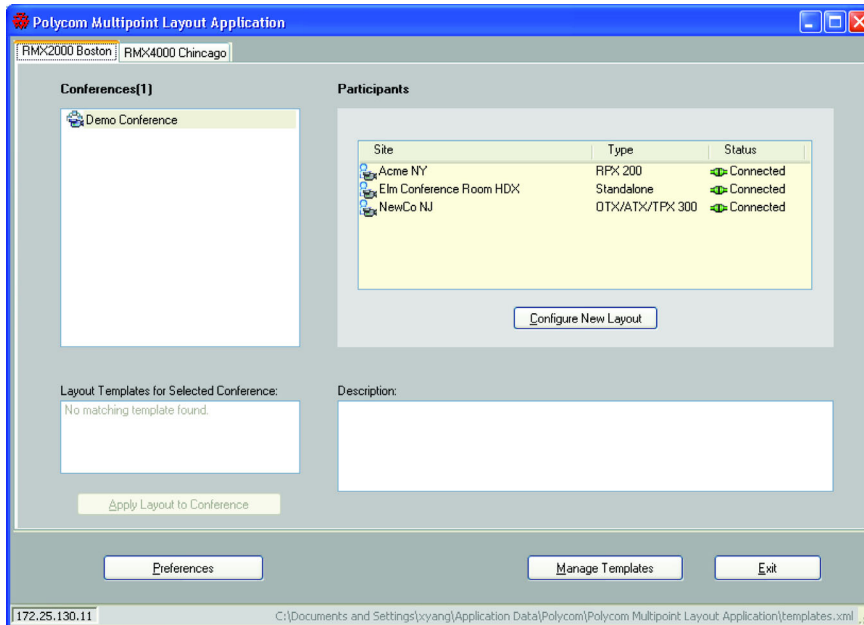 Polycom Multipoint Layout Application
RMX2000 Boston
RMX4000 Chincago
Conferences(1)
Demo Conference
Participants
Site Type Status
Acme NY RPX 200 Connected
Elm Conference Room HDX Standalone Connected
NewCo NJ OTX/ATX/TPX 300 Connected
Configure New Layout
Layout Templates for Selected Conference:
No matching template found.
Description:
Apply Layout to Conference
Preferences
Manage Templates
Exit
172.25.130.11
C:\Documents and Settings\xyang\Application Data\Polycom\Polycom Multipoint Layout Application\templates.xml